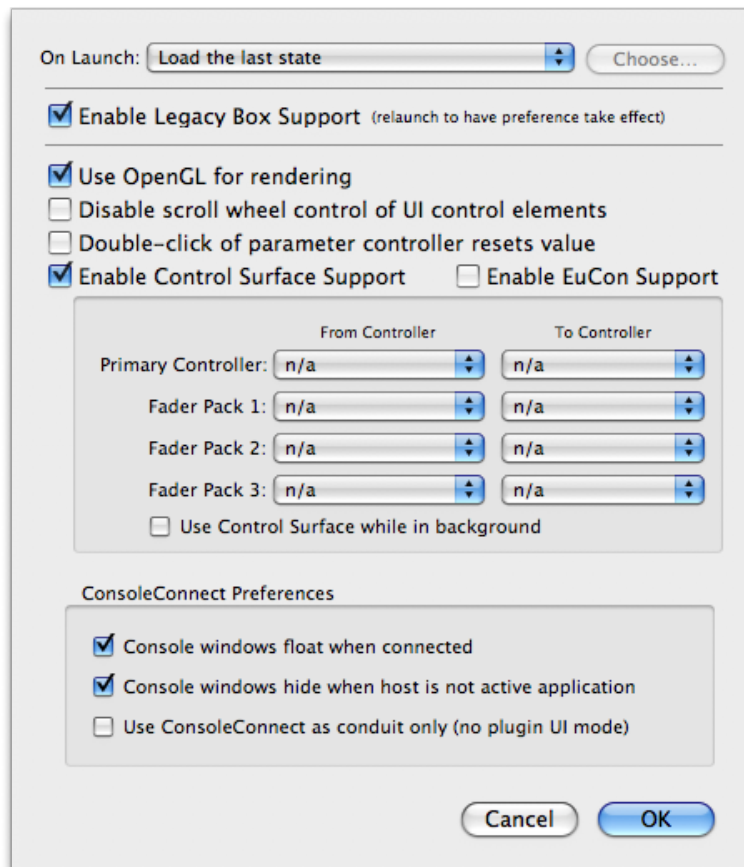 On Launch: Load the last state Choose...
Enable Legacy Box Support (relaunch to have preference take effect)
Use OpenGL for rendering
Disable scroll wheel control of UI control elements
Double-click of parameter controller resets value
Enable Control Surface Support Enable EuCon Support
From Controller To Controller
Primary Controller: n/a n/a
Fader Pack 1: n/a n/a
Fader Pack 2: n/a n/a
Fader Pack 3: n/a n/a
Use Control Surface while in background
ConsoleConnect Preferences
Console windows float when connected
Console windows hide when host is not active application
Use ConsoleConnect as conduit only (no plugin UI mode)
Cancel OK